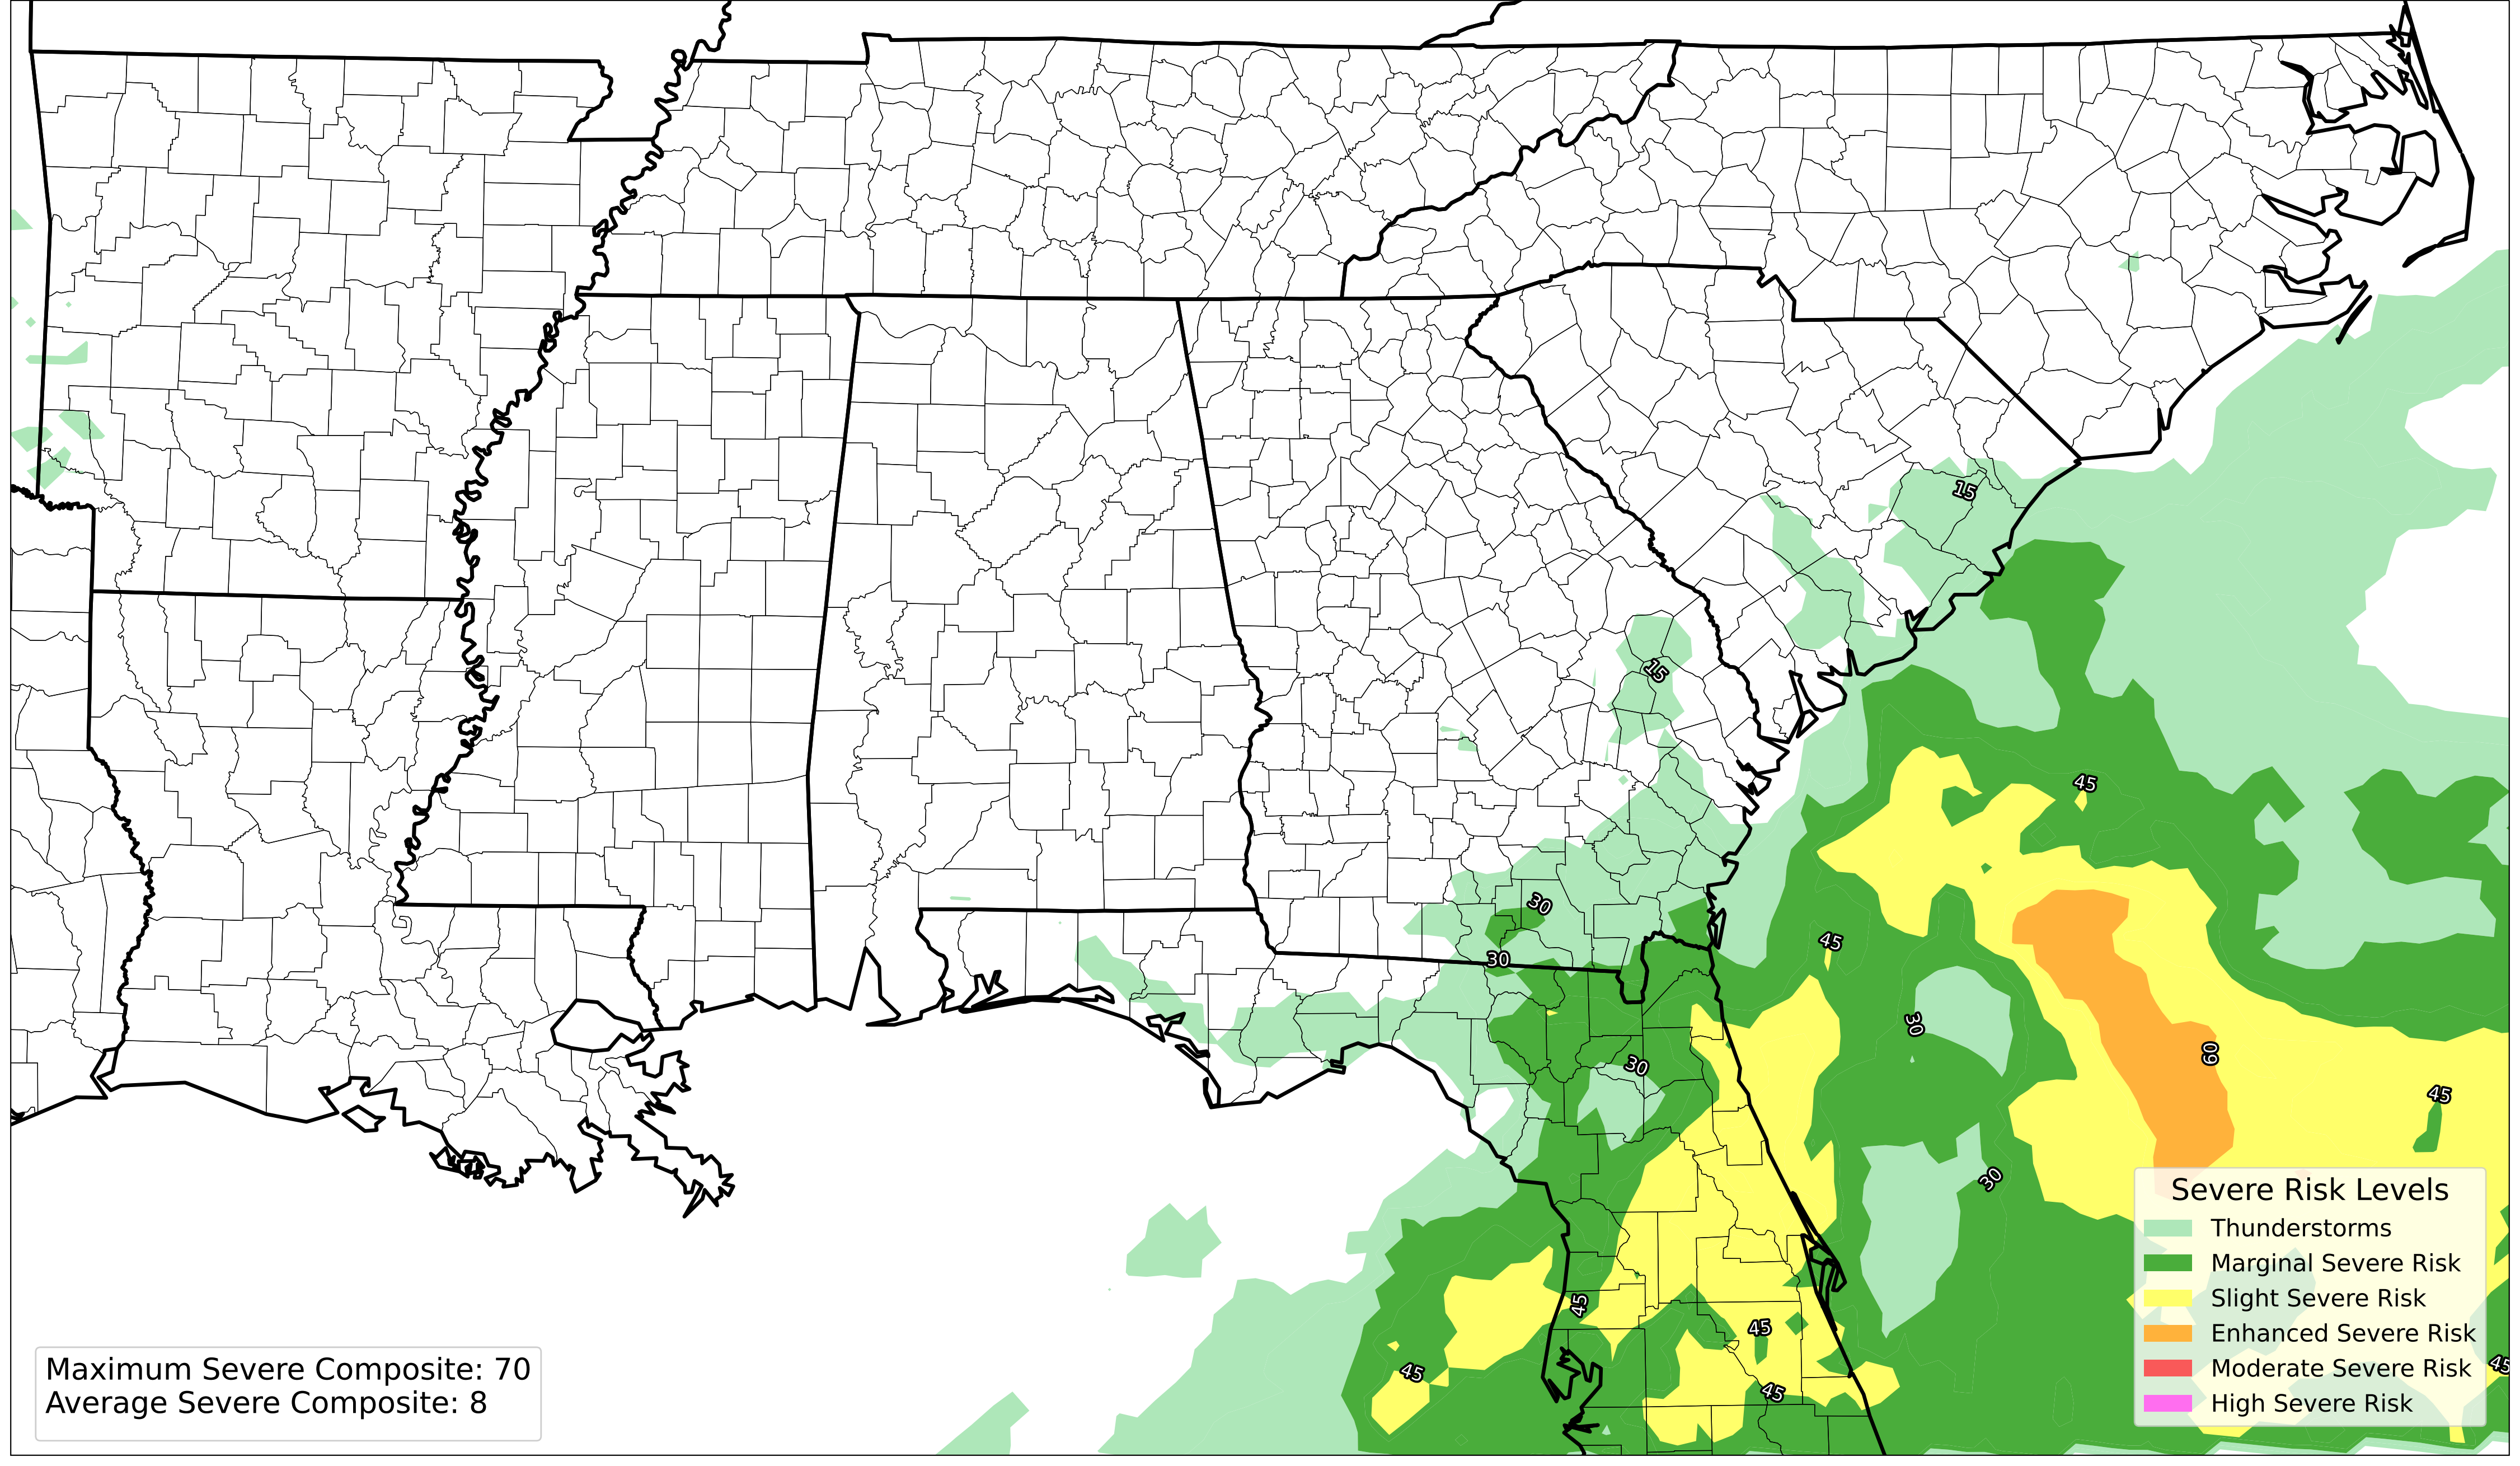 15
15
45
30
45
30
30
60
30
45
30
45
45
45
45
45
Severe Risk Levels
Thunderstorms
Marginal Severe Risk
Slight Severe Risk
Enhanced Severe Risk
Moderate Severe Risk
High Severe Risk
Maximum Severe Composite: 70
Average Severe Composite: 8